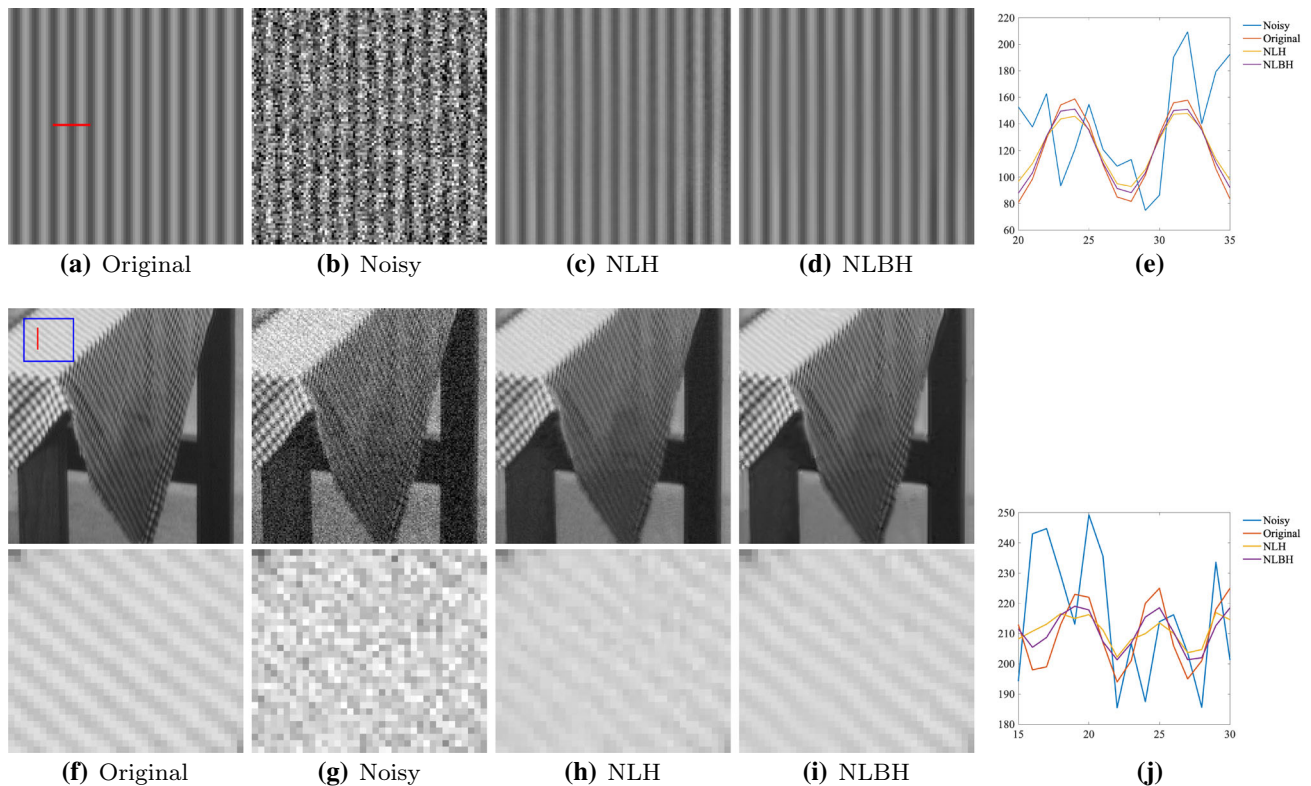 220
200
180
160
140
120
100
80
60
20
25
30
35
Noisy
Original
NLH
NLBH
(a) Original
(b) Noisy
(c) NLH
(d) NLBH
(e)
250
240
230
220
210
200
190
180
15
20
25
30
Noisy
Original
NLH
NLBH
(f) Original
(g) Noisy
(h) NLH
(i) NLBH
(j)